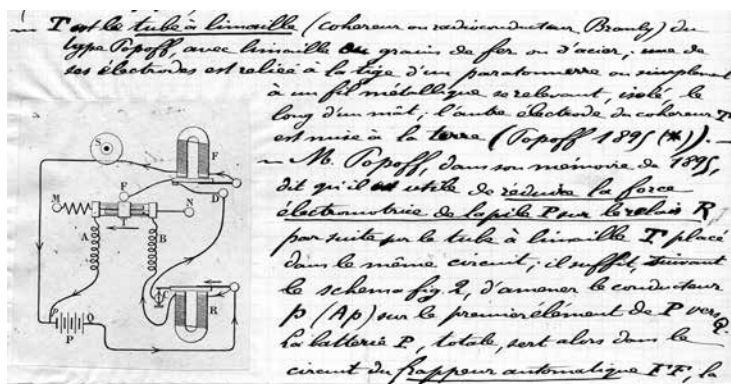 — T est le tube à limaille (cohereur ou radioconducteur Branly) du
type Popoff, avec limaille ou grains de fer ou d'acier, une de
ses électrodes est reliée à la tige d'un paratonnerre ou simplement
à un fil métallique se relevant, isolé le
long d'un mât; l'autre électrode du cohereur T
est mise à la terre (Popoff 1895 (*)). —
— M. Popoff, dans son mémoire de 1895,
dit qu'il est utile de réduire la force
électromotrice de la pile P sur le relais R
par suite sur le tube à limaille T placé
dans le même circuit; il suffit, suivant
le schema fig. 2, d'amener le conducteur
p (Ap) sur le premier élément de P vers Q.
La batterie P, totale, sert alors dans le
circuit du frappeur automatique FF la
S
F
F
M
N
D
A
B
R
p
Q
P